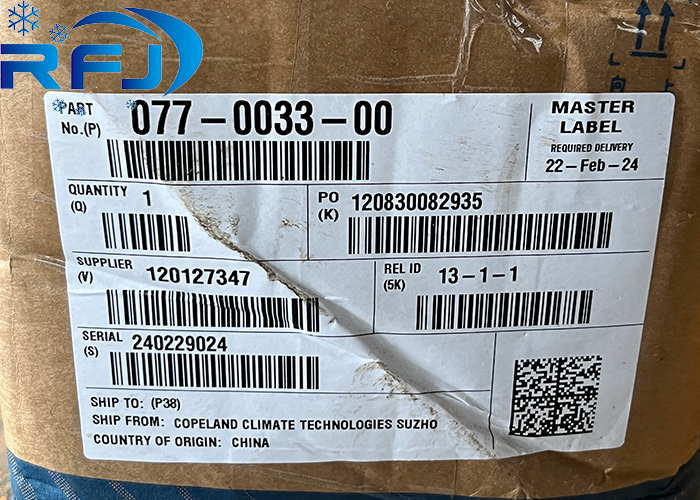 RFJ
向上
PART No.(P) 077-0033-00
MASTER LABEL
REQUIRED DELIVERY
22-Feb-24
QUANTITY (Q) 1
PO (K) 120830082935
SUPPLIER (V) 120127347
REL ID (5K) 13-1-1
SERIAL (S) 240229024
SHIP TO: (P38)
SHIP FROM: COPELAND CLIMATE TECHNOLOGIES SUZHO
COUNTRY OF ORIGIN: CHINA